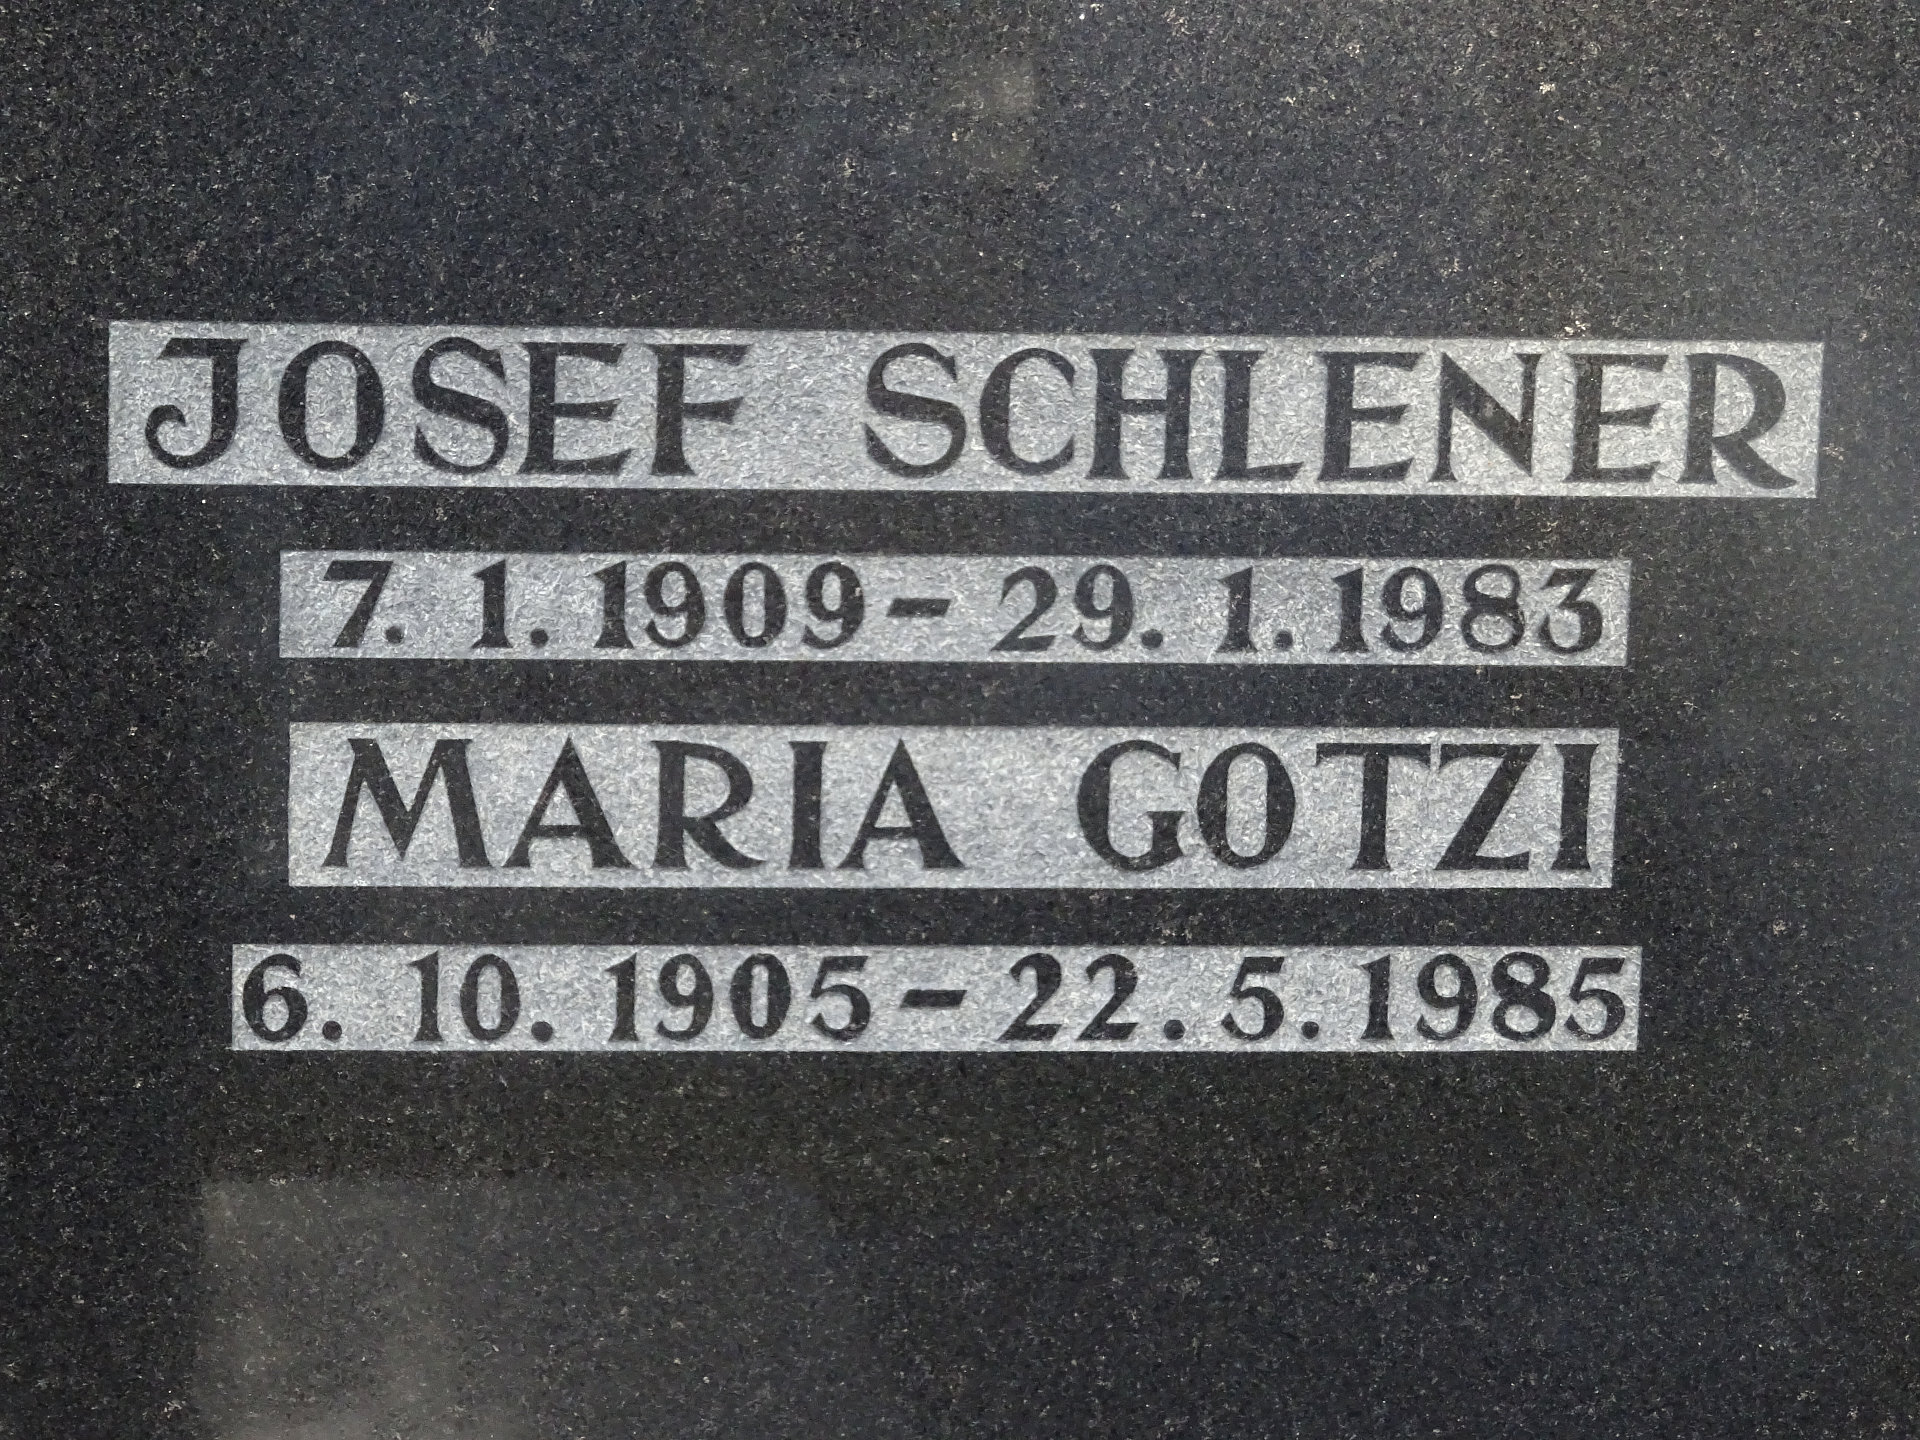 JOSEF SCHLENER
7. 1. 1909 - 29. 1. 1983
MARIA GOTZI
6. 10. 1905 - 22. 5. 1985